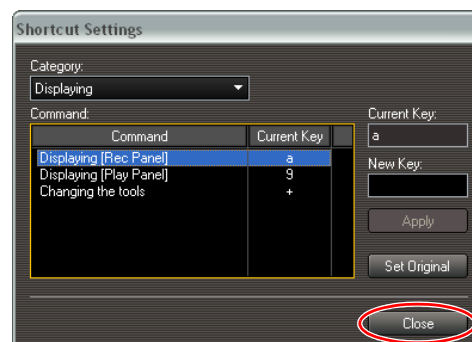 Shortcut Settings
Category:
Displaying
Command:
Current Key:
Command Current Key
a
Displaying [Rec Panel] a
New Key:
Displaying [Play Panel] 9
Changing the tools +
Apply
Set Original
Close